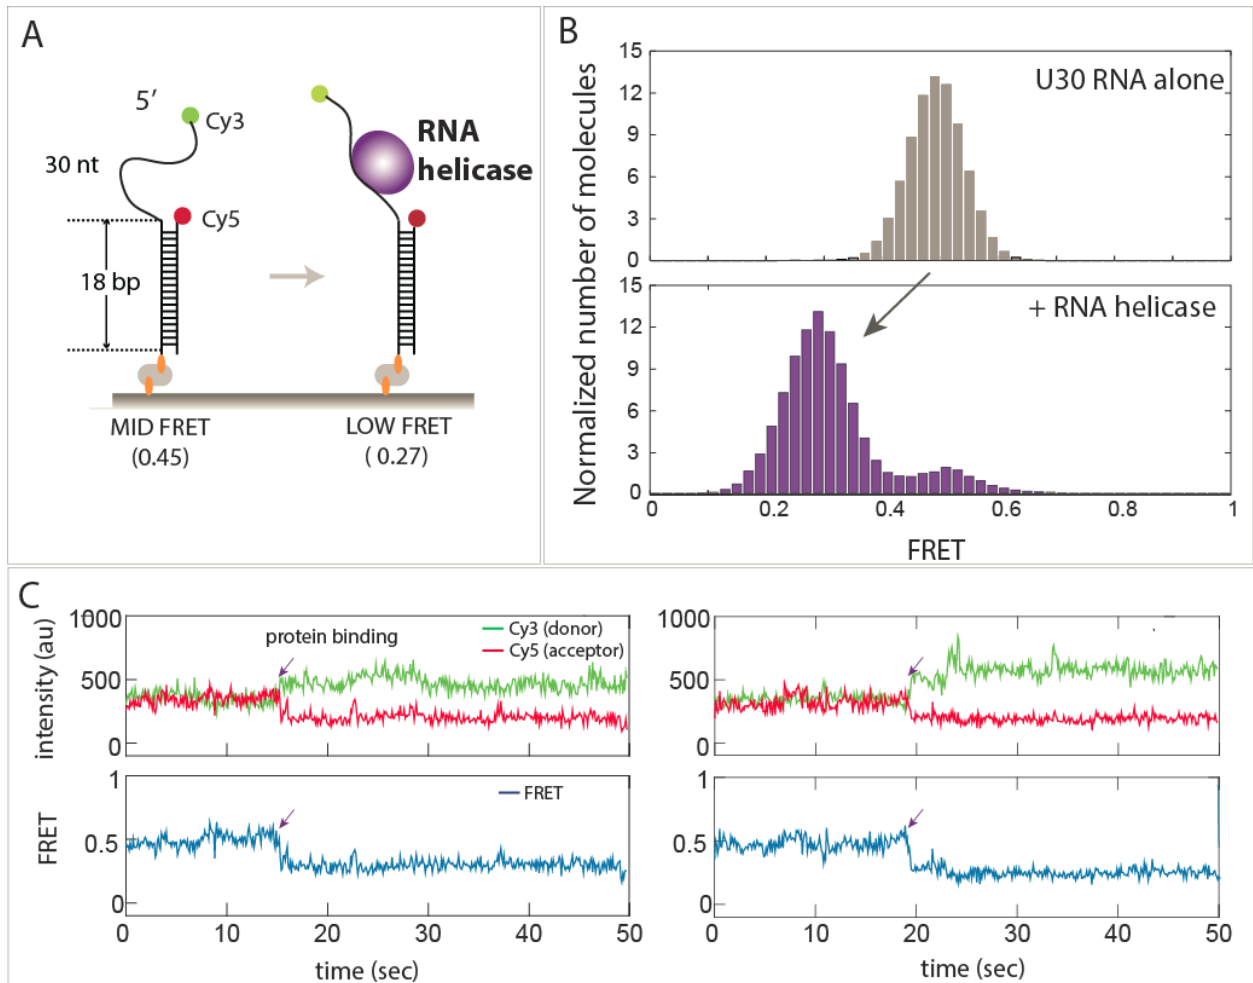 A
5′
Cy3
30 nt
Cy5
18 bp
RNA
helicase
MID FRET
(0.45)
LOW FRET
( 0.27)
B
Normalized number of molecules
15
12
9
6
3
0
U30 RNA alone
15
12
9
6
3
0
+ RNA helicase
0 0.2 0.4 0.6 0.8 1
FRET
C
intensity (au)
1000
500
0
protein binding
Cy3 (donor)
Cy5 (acceptor)
1000
500
0
FRET
1
0.5
0
FRET
0 10 20 30 40 50
time (sec)
1
0.5
0
0 10 20 30 40 50
time (sec)